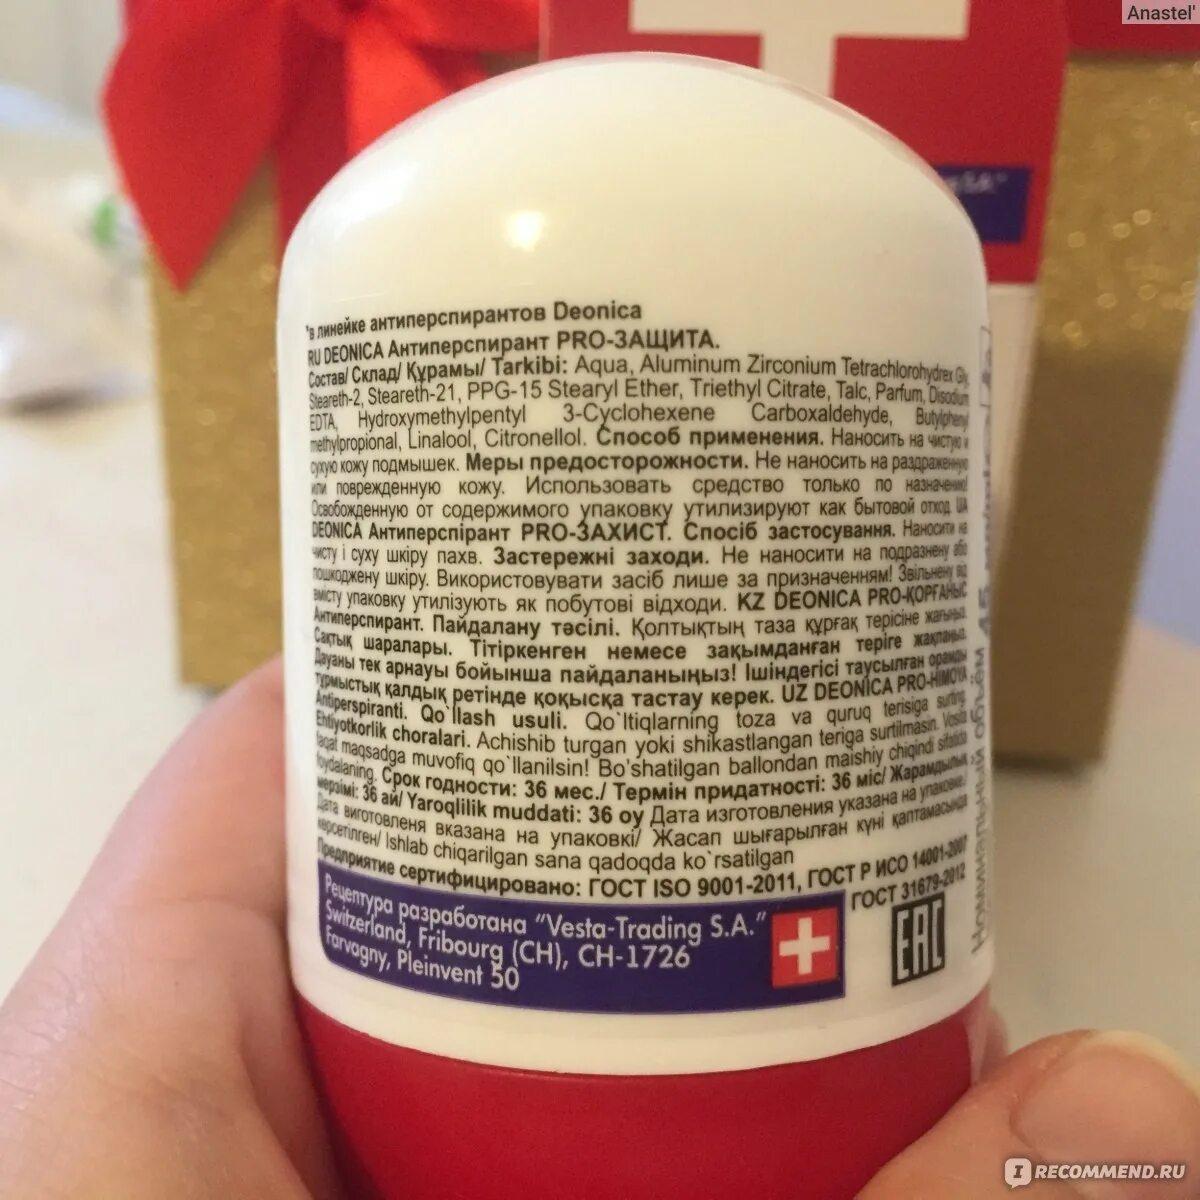 Anastel'
S.A."
*в линейке антиперспирантов Deonica
RU DEONICA Антиперспирант PRO-ЗАЩИТА.
Состав/ Склад/ Құрамы/ Tarkibi: Aqua, Aluminum Zirconium Tetrachlorohydrex Gly,
Steareth-2, Steareth-21, PPG-15 Stearyl Ether, Triethyl Citrate, Talc, Parfum, Disodium
EDTA, Hydroxymethylpentyl 3-Cyclohexene Carboxaldehyde, Butylphenyl
methylpropional, Linalool, Citronellol. Способ применения. Наносить на чистую и
сухую кожу подмышек. Меры предосторожности. Не наносить на раздраженную
или поврежденную кожу. Использовать средство только по назначению!
Освобожденную от содержимого упаковку утилизируют как бытовой отход. UA
DEONICA Антиперспірант PRO-ЗАХИСТ. Спосіб застосування. Наносити на
чисту і суху шкіру пахв. Застережні заходи. Не наносити на подразнену або
пошкоджену шкіру. Використовувати засіб лише за призначенням! Звільнену від
вмісту упаковку утилізують як побутові відходи. KZ DEONICA PRO-ҚОРҒАНЫС
Антиперспирант. Пайдалану тәсілі. Қолтықтың таза құрғақ терісіне жағыңыз.
Сақтық шаралары. Тітіркенген немесе зақымданған теріге жақпаңыз.
Дауаны тек арнауы бойынша пайдаланыңыз! Ішіндегісі таусылған орамды
тұрмыстық қалдық ретінде қоқысқа тастау керек. UZ DEONICA PRO-HIMOYA
Antiperspiranti. Qo`llash usuli. Qo`ltiqlarning toza va quruq terisiga surting.
Ehtiyotkorlik choralari. Achishib turgan yoki shikastlangan teriga surtilmasin. Vosita
faqat maqsadga muvofiq qo`llanilsin! Bo'shatilgan ballondan maishiy chiqindi sifatida
foydalaning. Срок годности: 36 мес./ Термін придатності: 36 міс/ Жарамдылық
мерзімі: 36 ай/ Yaroqlilik muddati: 36 oy Дата изготовления указана на упаковке/
Дата виготовленя вказана на упаковкі/ Жасап шығарылған күні қаптамасында
көрсетілген/ Ishlab chiqarilgan sana qadoqda ko`rsatilgan
Предприятие сертифицировано: ГОСТ ISO 9001-2011, ГОСТ Р ИСО 14001-2007
ГОСТ 31679-2012
Рецептура разработана "Vesta-Trading S.A."
Switzerland, Fribourg (CH), CH-1726
Farvagny, Pleinvent 50
EAC
Номинальный объем 45
RECOMMEND.RU